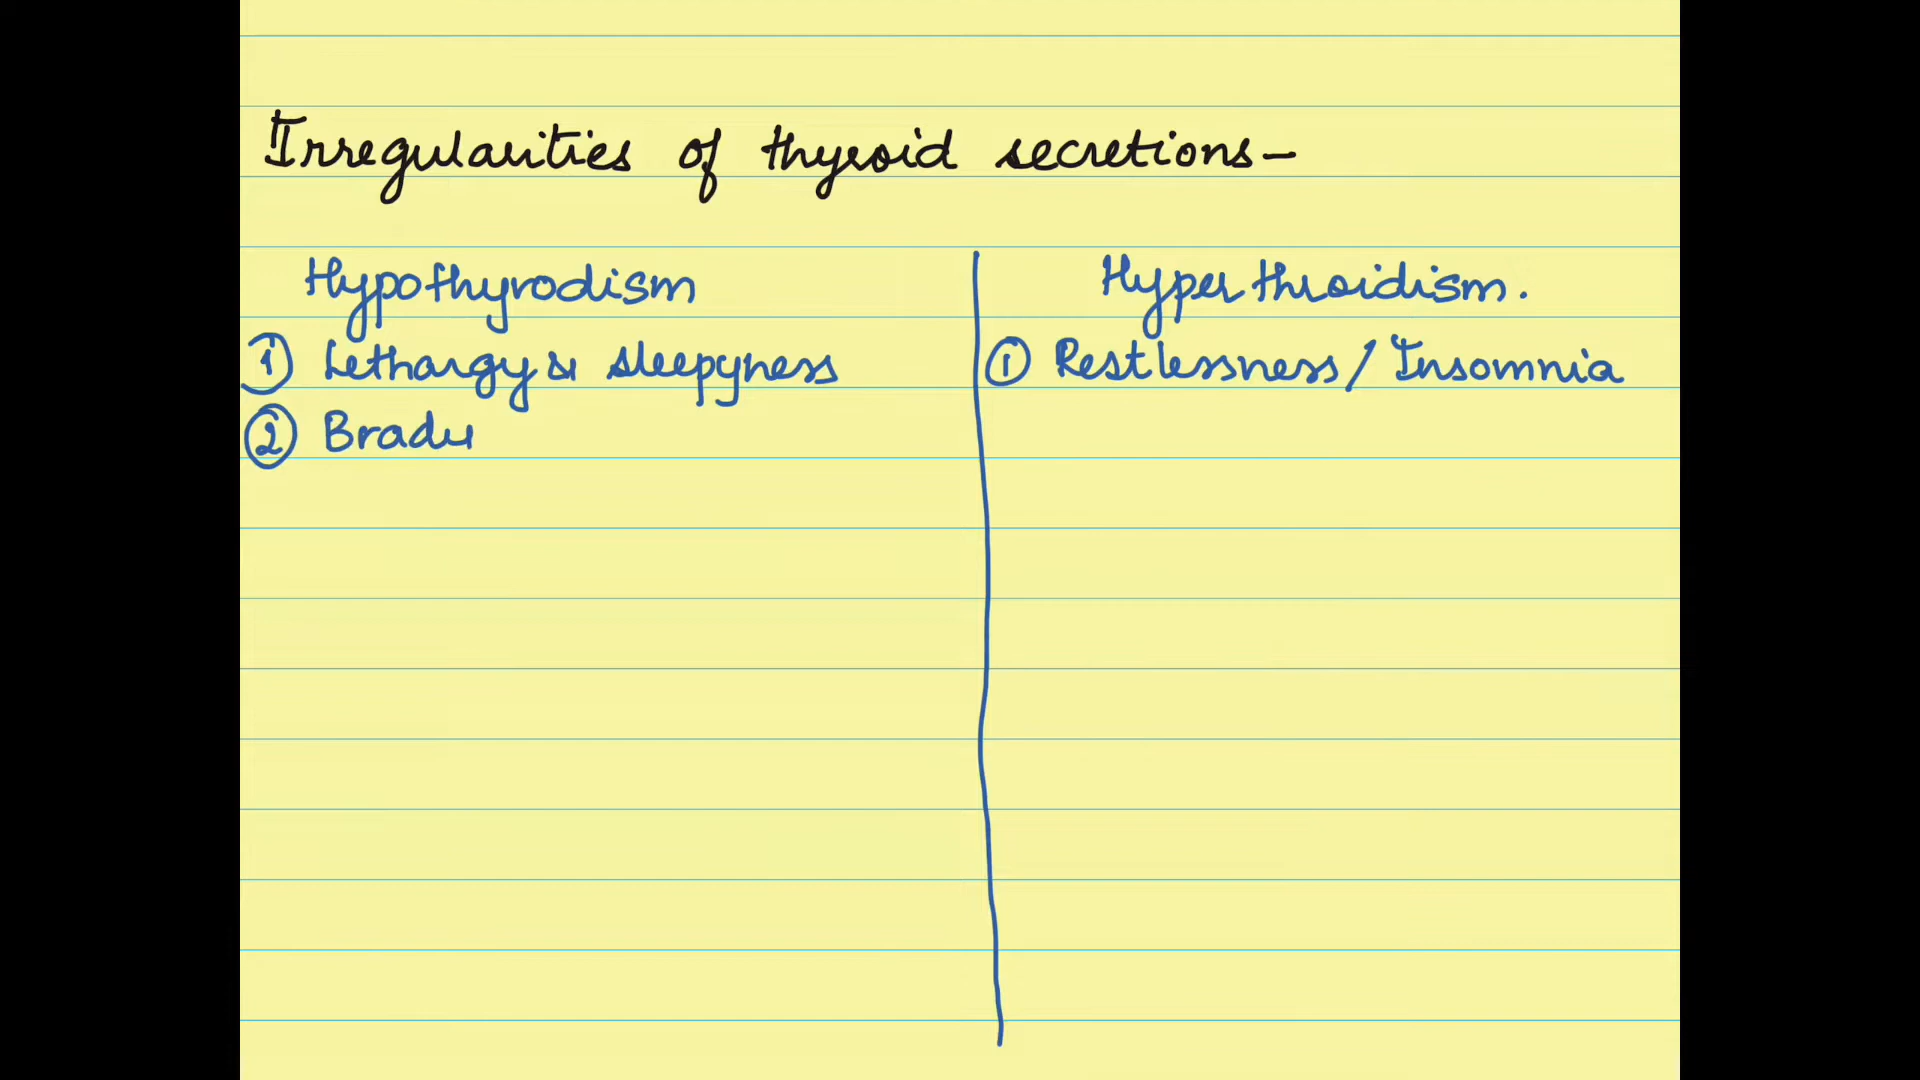 Irregularities of thyroid secretions-
Hypothyrodism
Hyperthroidism.
① Lethargy & sleepyness
① Restlessness/Insomnia
② Bradu